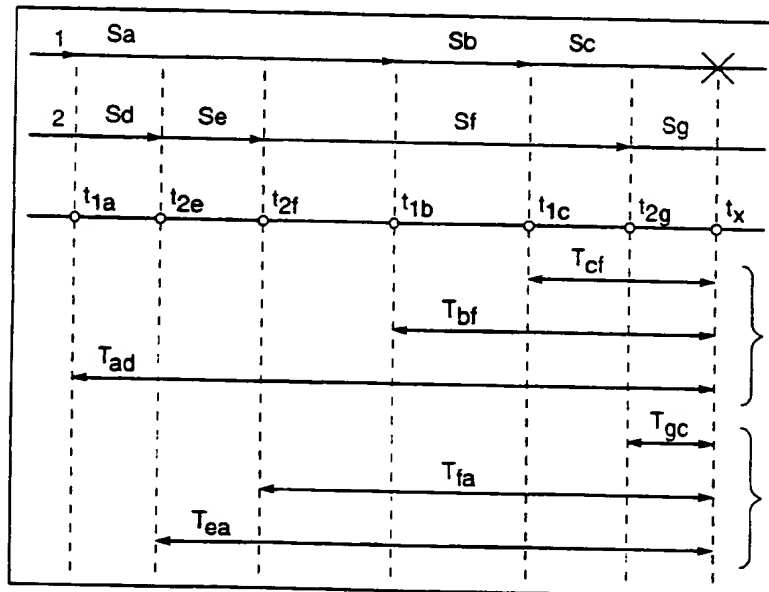 1 Sa Sb Sc
2 Sd Se Sf Sg
t1a t2e t2f t1b t1c t2g tx
Tcf
Tbf
Tad
Tgc
Tfa
Tea